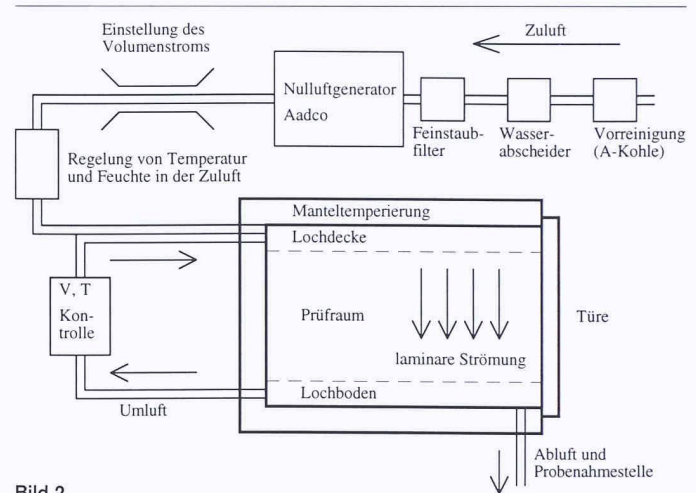 Einstellung des
Volumenstroms
Zuluft
Nulluftgenerator
Aadco
Feinstaub-
filter
Wasser-
abscheider
Vorreinigung
(A-Kohle)
Regelung von Temperatur
und Feuchte in der Zuluft
Manteltemperierung
Lochdecke
V, T
Kon-
trolle
Prüfraum
Türe
laminare Strömung
Lochboden
Umluft
Abluft und
Probenahmestelle
Bild 2